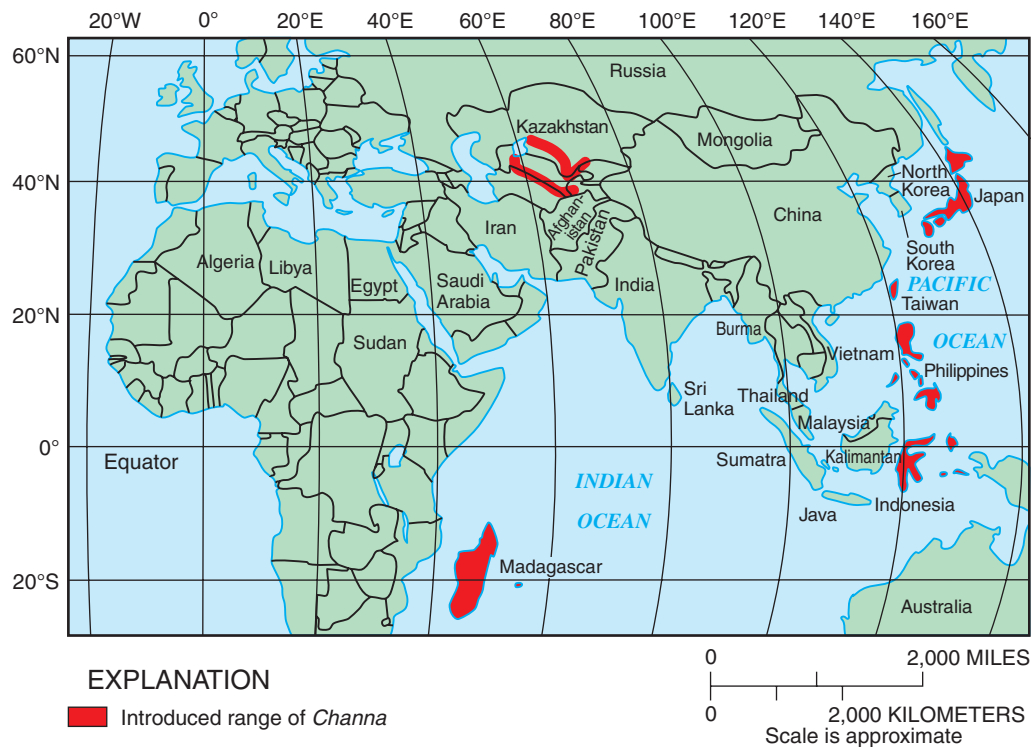 20°W 0° 20°E 40°E 60°E 80°E 100°E 120°E 140°E 160°E
60°N
40°N
20°N
0°
20°S
Russia
Kazakhstan
Mongolia
North
Korea
Japan
China
South
Korea
Afghan-
istan
Iran
Pakistan
Algeria
Libya
Egypt
Saudi
Arabia
India
PACIFIC
Taiwan
OCEAN
Sudan
Burma
Vietnam
Philippines
Thailand
Sri
Lanka
Malaysia
Equator
Sumatra
Kalimantan
INDIAN
OCEAN
Java
Indonesia
Madagascar
Australia
EXPLANATION
Introduced range of Channa
0 2,000 MILES
0 2,000 KILOMETERS
Scale is approximate